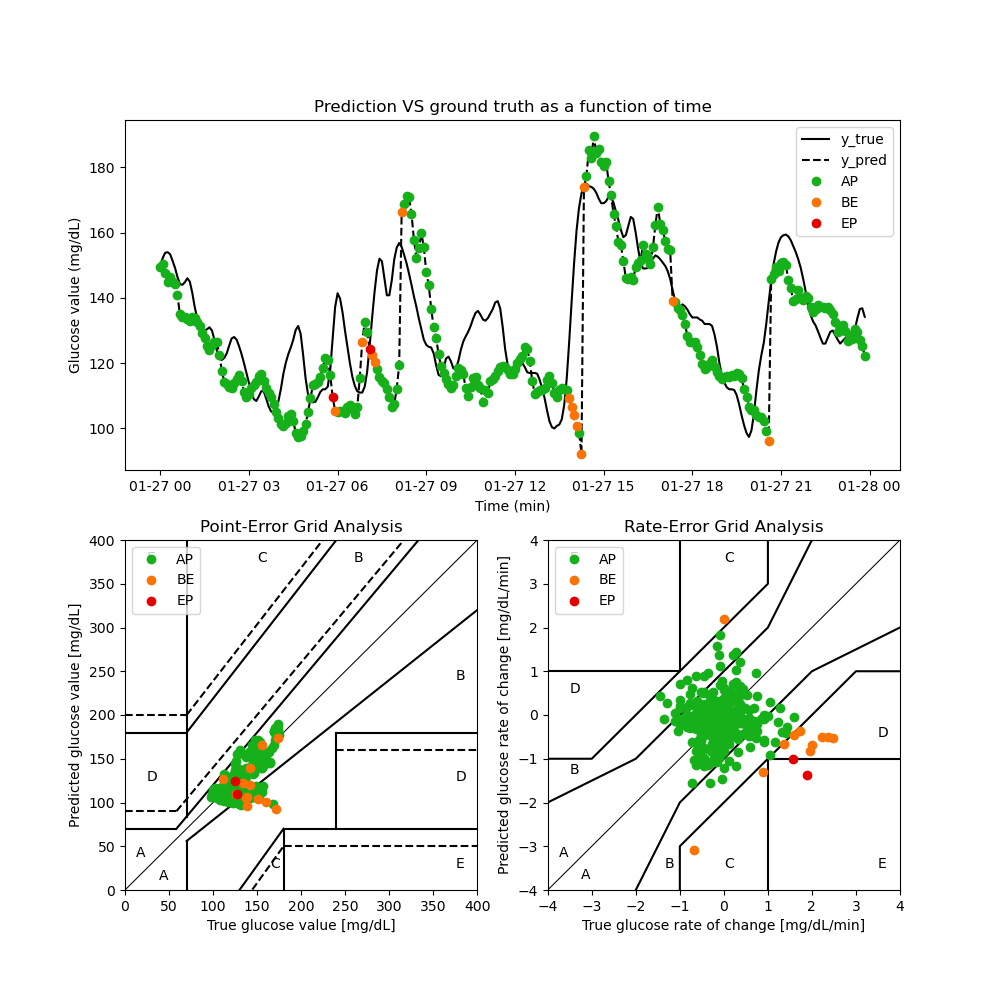 Prediction VS ground truth as a function of time
Glucose value (mg/dL)
180
160
140
120
100
y_true
y_pred
AP
BE
EP
01-27 00 01-27 03 01-27 06 01-27 09 01-27 12 01-27 15 01-27 18 01-27 21 01-28 00
Time (min)
Point-Error Grid Analysis
Predicted glucose value [mg/dL]
400
350
300
250
200
150
100
50
0
AP
BE
EP
C
B
B
D
D
A
A
C
E
0 50 100 150 200 250 300 350 400
True glucose value [mg/dL]
Rate-Error Grid Analysis
Predicted glucose rate of change [mg/dL/min]
4
3
2
1
0
−1
−2
−3
−4
AP
BE
EP
C
D
D
B
A
A
B
C
E
−4 −3 −2 −1 0 1 2 3 4
True glucose rate of change [mg/dL/min]